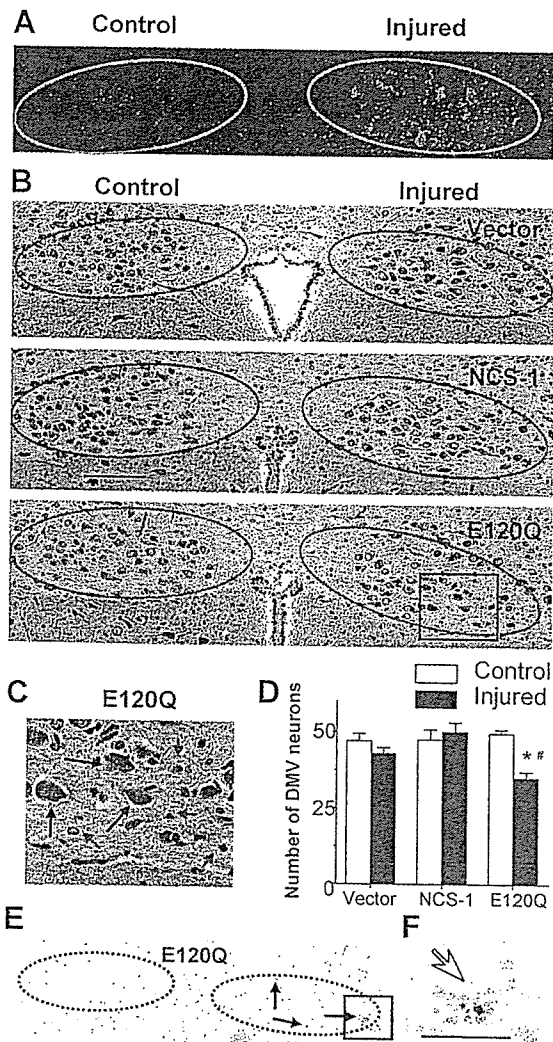 A
Control Injured
B
Control Injured
Vector
NCS-1
E120Q
C
E120Q
D
Control
Injured
Number of DMV neurons
50
25
0
* #
Vector NCS-1 E120Q
E
E120Q
F